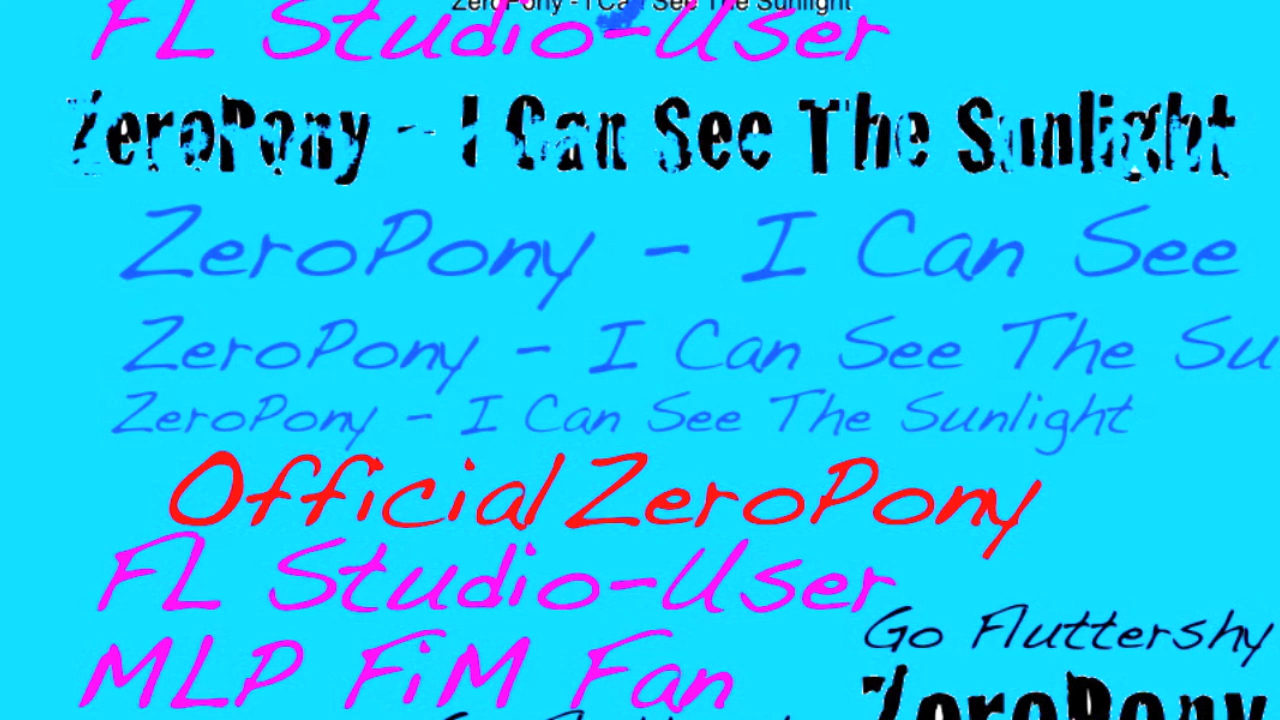 ZeroPony - I Can See The Sunlight
FL Studio-User
ZeroPony - I Can See The Sunlight
ZeroPony - I Can See
ZeroPony - I Can See The Su
ZeroPony - I Can See The Sunlight
Official ZeroPony
FL Studio-User
Go Fluttershy
MLP FiM Fan
ZeroPony